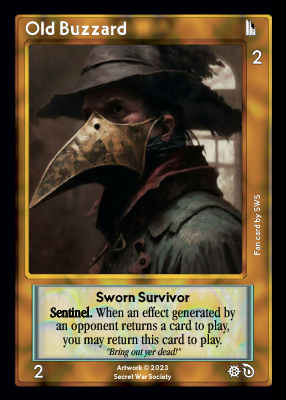 Old Buzzard
2
Fan card by SWS
Sworn Survivor
Sentinel. When an effect generated by
an opponent returns a card to play,
you may return this card to play.
"Bring out yer dead!"
2
Artwork © 2023
Secret War Society